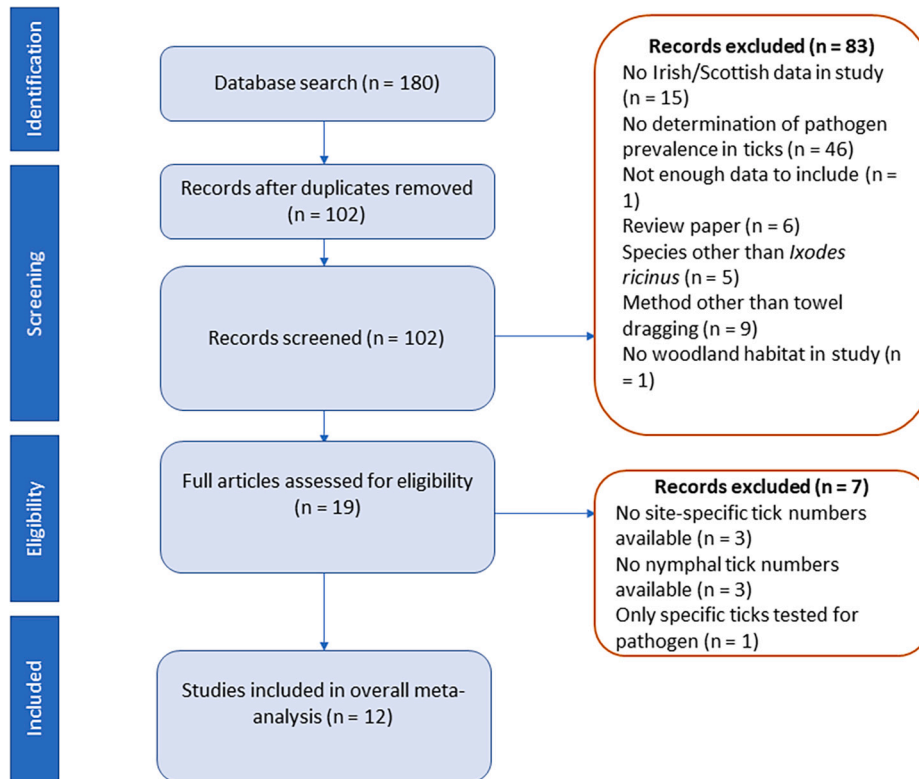 Identification
Database search (n = 180)
Records excluded (n = 83)
No Irish/Scottish data in study
(n = 15)
No determination of pathogen
prevalence in ticks (n = 46)
Not enough data to include (n =
1)
Review paper (n = 6)
Species other than Ixodes
ricinus (n = 5)
Method other than towel
dragging (n = 9)
No woodland habitat in study (n
= 1)
Screening
Records after duplicates removed
(n = 102)
Records screened (n = 102)
Eligibility
Full articles assessed for eligibility
(n = 19)
Records excluded (n = 7)
No site-specific tick numbers
available (n = 3)
No nymphal tick numbers
available (n = 3)
Only specific ticks tested for
pathogen (n = 1)
Included
Studies included in overall meta-
analysis (n = 12)